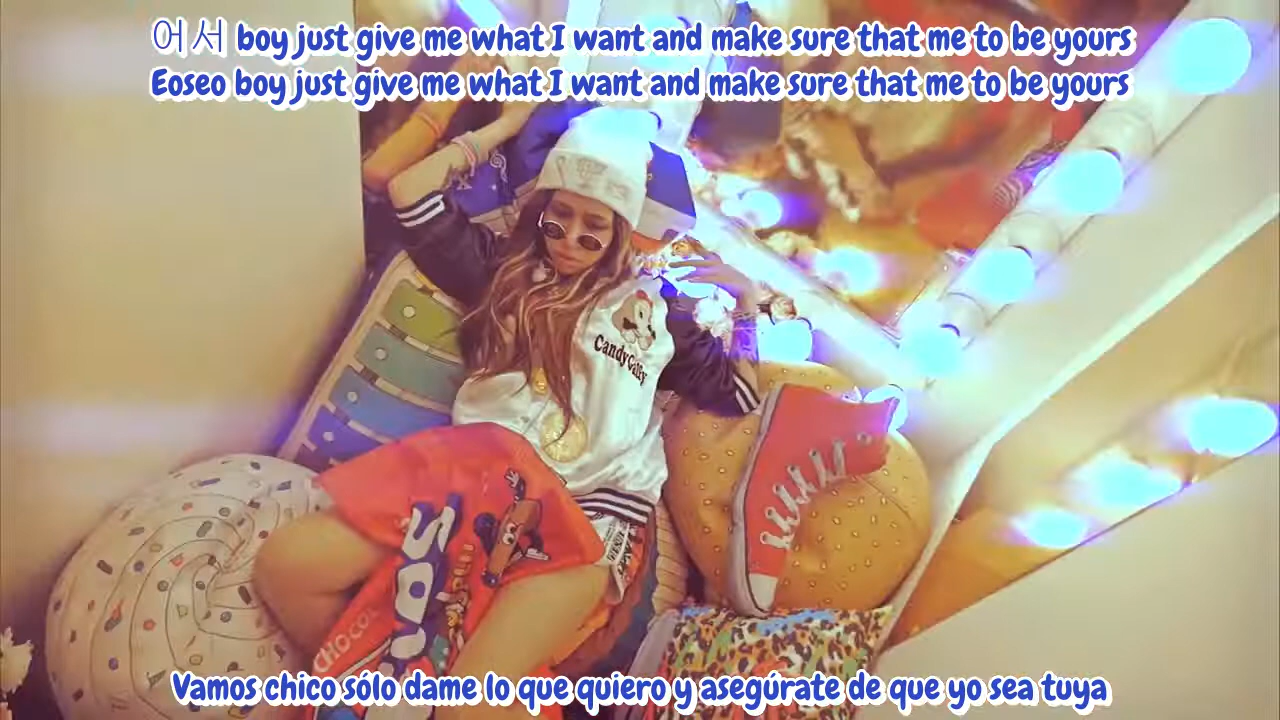 어서 boy just give me what I want and make sure that me to be yours
Eoseo boy just give me what I want and make sure that me to be yours
CandyGally
CHOCO
Vamos chico sólo dame lo que quiero y asegúrate de que yo sea tuya